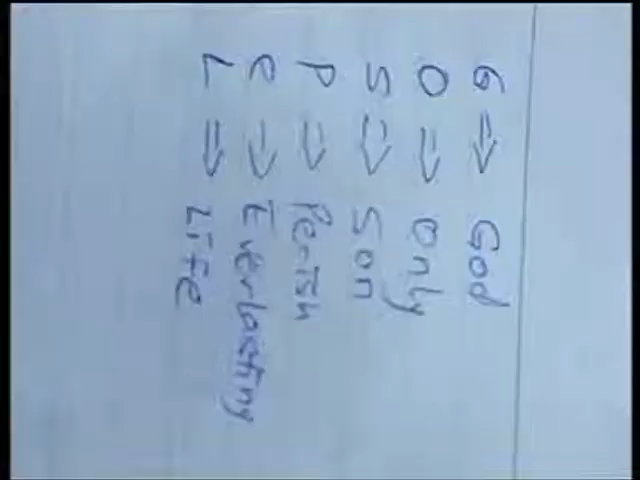 G ⇒ God
O ⇒ Only
S ⇒ Son
P ⇒ Perish
e ⇒ Everlasting
L ⇒ Life